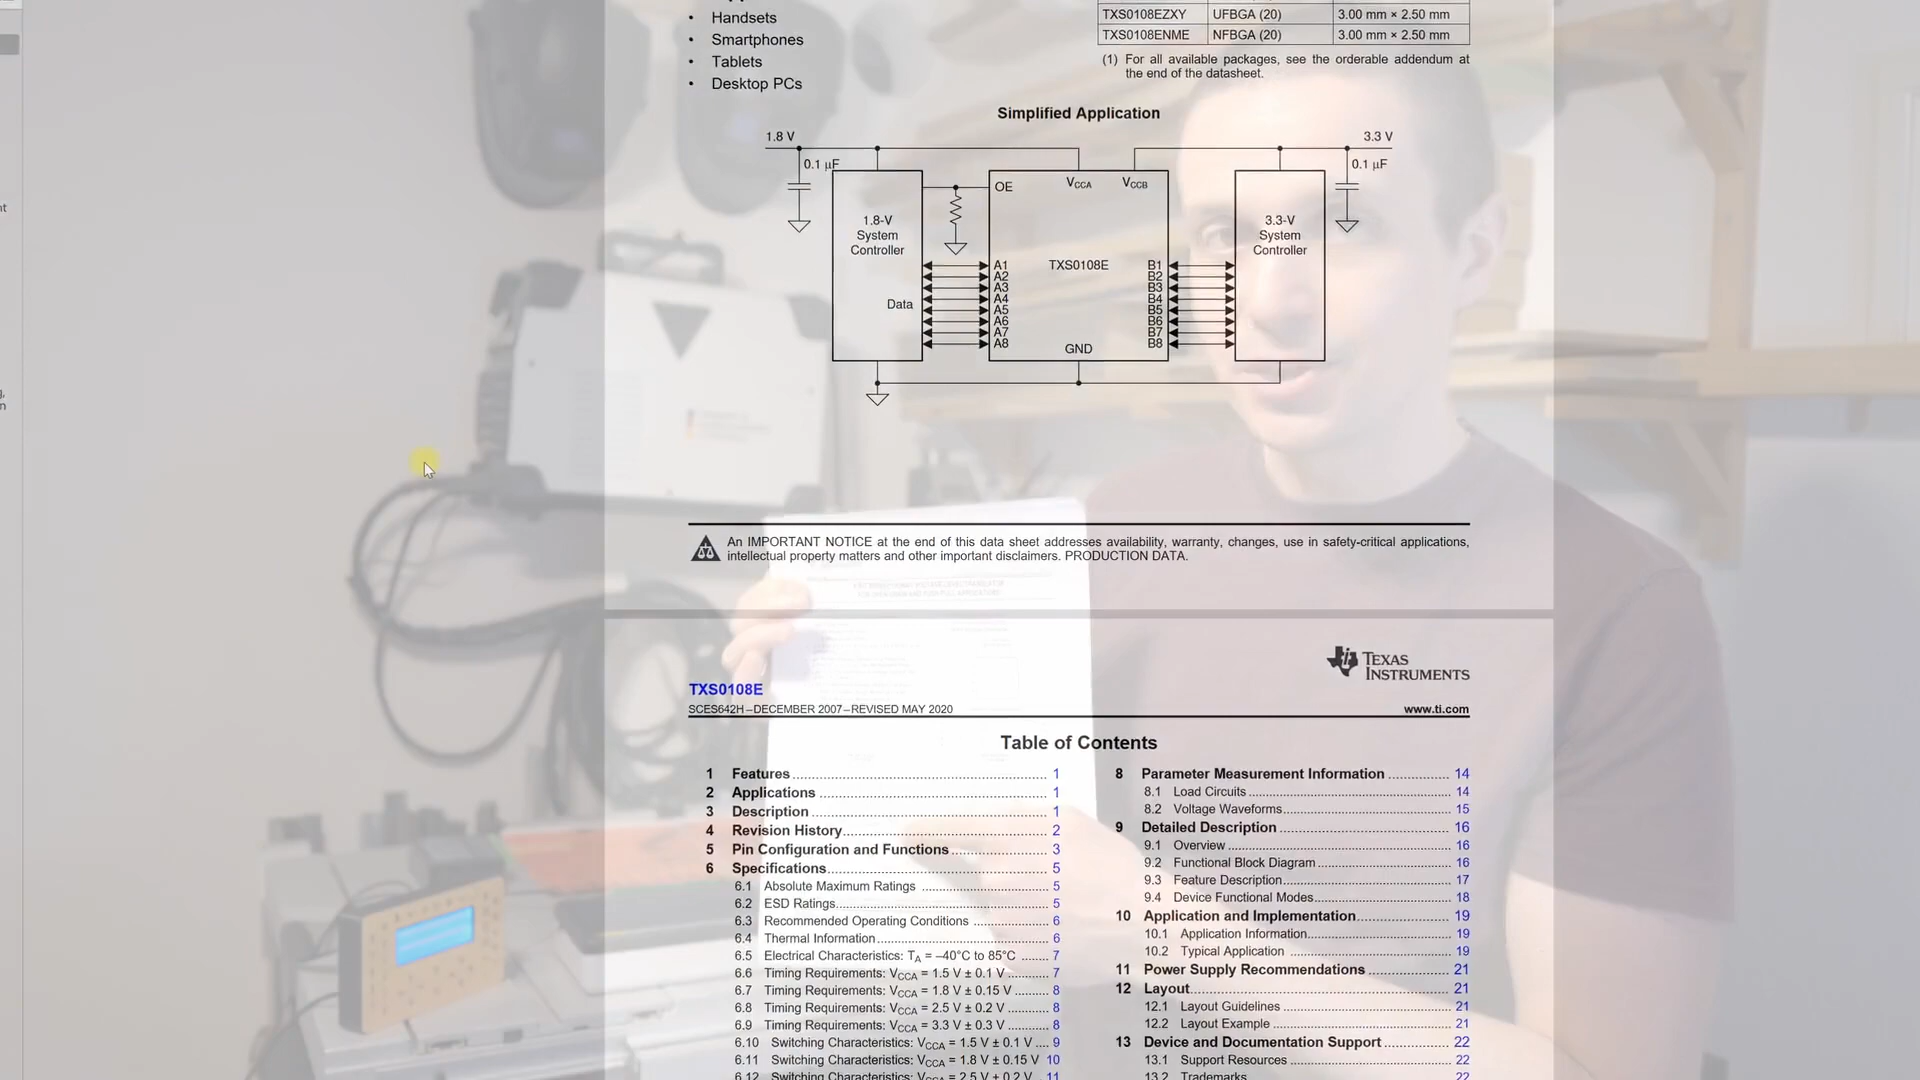 • Handsets
• Smartphones
• Tablets
• Desktop PCs
TXS0108EZXY UFBGA (20) 3.00 mm × 2.50 mm
TXS0108ENME NFBGA (20) 3.00 mm × 2.50 mm
(1) For all available packages, see the orderable addendum at
the end of the datasheet.
Simplified Application
1.8 V
3.3 V
0.1 µF
0.1 µF
OE
VCCA
VCCB
1.8-V
System
Controller
3.3-V
System
Controller
TXS0108E
Data
A1
A2
A3
A4
A5
A6
A7
A8
B1
B2
B3
B4
B5
B6
B7
B8
GND
An IMPORTANT NOTICE at the end of this data sheet addresses availability, warranty, changes, use in safety-critical applications,
intellectual property matters and other important disclaimers. PRODUCTION DATA.
TEXAS
INSTRUMENTS
TXS0108E
SCES642H – DECEMBER 2007 – REVISED MAY 2020
www.ti.com
Table of Contents
1 Features 1
2 Applications 1
3 Description 1
4 Revision History 2
5 Pin Configuration and Functions 3
6 Specifications 5
6.1 Absolute Maximum Ratings 5
6.2 ESD Ratings 5
6.3 Recommended Operating Conditions 6
6.4 Thermal Information 6
6.5 Electrical Characteristics: TA = –40°C to 85°C 7
6.6 Timing Requirements: VCCA = 1.5 V ± 0.1 V 7
6.7 Timing Requirements: VCCA = 1.8 V ± 0.15 V 8
6.8 Timing Requirements: VCCA = 2.5 V ± 0.2 V 8
6.9 Timing Requirements: VCCA = 3.3 V ± 0.3 V 8
6.10 Switching Characteristics: VCCA = 1.5 V ± 0.1 V 9
6.11 Switching Characteristics: VCCA = 1.8 V ± 0.15 V 10
6.12 Switching Characteristics: VCCA = 2.5 V ± 0.2 V 11
8 Parameter Measurement Information 14
8.1 Load Circuits 14
8.2 Voltage Waveforms 15
9 Detailed Description 16
9.1 Overview 16
9.2 Functional Block Diagram 16
9.3 Feature Description 17
9.4 Device Functional Modes 18
10 Application and Implementation 19
10.1 Application Information 19
10.2 Typical Application 19
11 Power Supply Recommendations 21
12 Layout 21
12.1 Layout Guidelines 21
12.2 Layout Example 21
13 Device and Documentation Support 22
13.1 Support Resources 22
13.2 Trademarks 22